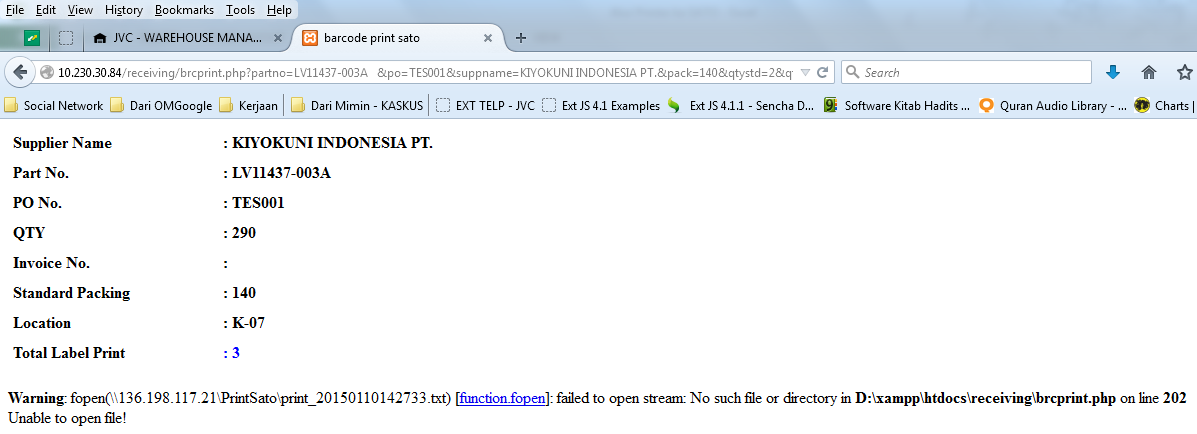 File Edit View History Bookmarks Tools Help
JVC - WAREHOUSE MANA... barcode print sato
10.230.30.84/receiving/brcprint.php?partno=LV11437-003A &po=TES001&suppname=KIYOKUNI INDONESIA PT.&pack=140&qtystd=2&q Search
Social Network Dari OMGoogle Kerjaan Dari Mimin - KASKUS EXT TELP - JVC Ext JS 4.1 Examples Ext JS 4.1.1 - Sencha D... Software Kitab Hadits ... Quran Audio Library - ... Charts |
Supplier Name : KIYOKUNI INDONESIA PT.
Part No. : LV11437-003A
PO No. : TES001
QTY : 290
Invoice No. :
Standard Packing : 140
Location : K-07
Total Label Print : 3
Warning: fopen(\\136.198.117.21\PrintSato\print_20150110142733.txt) [function.fopen]: failed to open stream: No such file or directory in D:\xampp\htdocs\receiving\brcprint.php on line 202
Unable to open file!